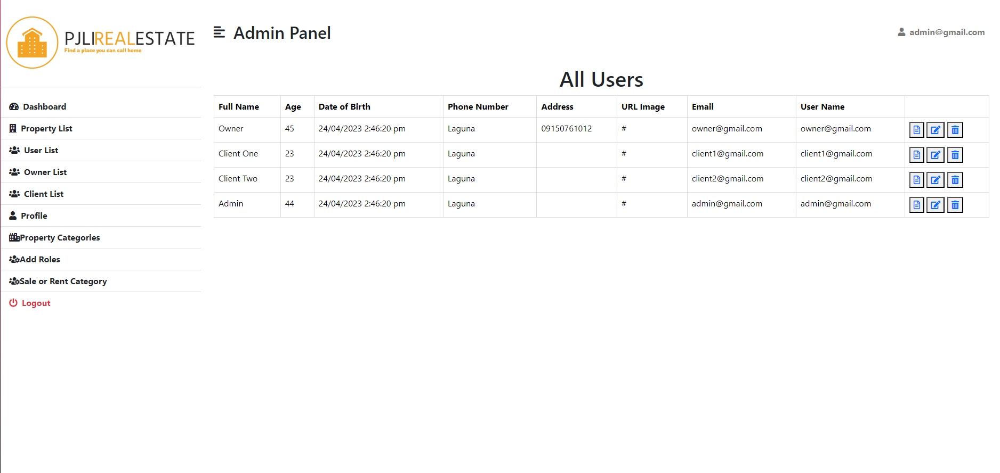 PJLIREALESTATE
Find a place you can call home
Admin Panel
admin@gmail.com
Dashboard
Property List
User List
Owner List
Client List
Profile
Property Categories
Add Roles
Sale or Rent Category
Logout
All Users
Full Name Age Date of Birth Phone Number Address URL Image Email User Name
Owner 45 24/04/2023 2:46:20 pm Laguna 09150761012 # owner@gmail.com owner@gmail.com
Client One 23 24/04/2023 2:46:20 pm Laguna # client1@gmail.com client1@gmail.com
Client Two 23 24/04/2023 2:46:20 pm Laguna # client2@gmail.com client2@gmail.com
Admin 44 24/04/2023 2:46:20 pm Laguna # admin@gmail.com admin@gmail.com